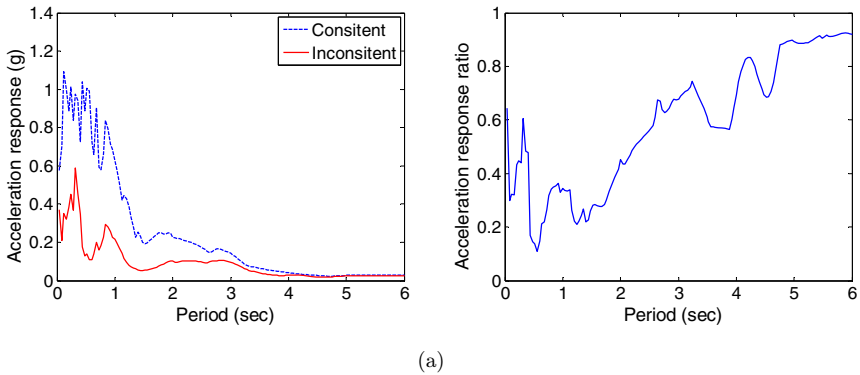 Acceleration response (g)
1.4
1.2
1
0.8
0.6
0.4
0.2
0
0 1 2 3 4 5 6
Period (sec)
Consitent
Inconsitent
Acceleration response ratio
1
0.8
0.6
0.4
0.2
0
0 1 2 3 4 5 6
Period (sec)
(a)